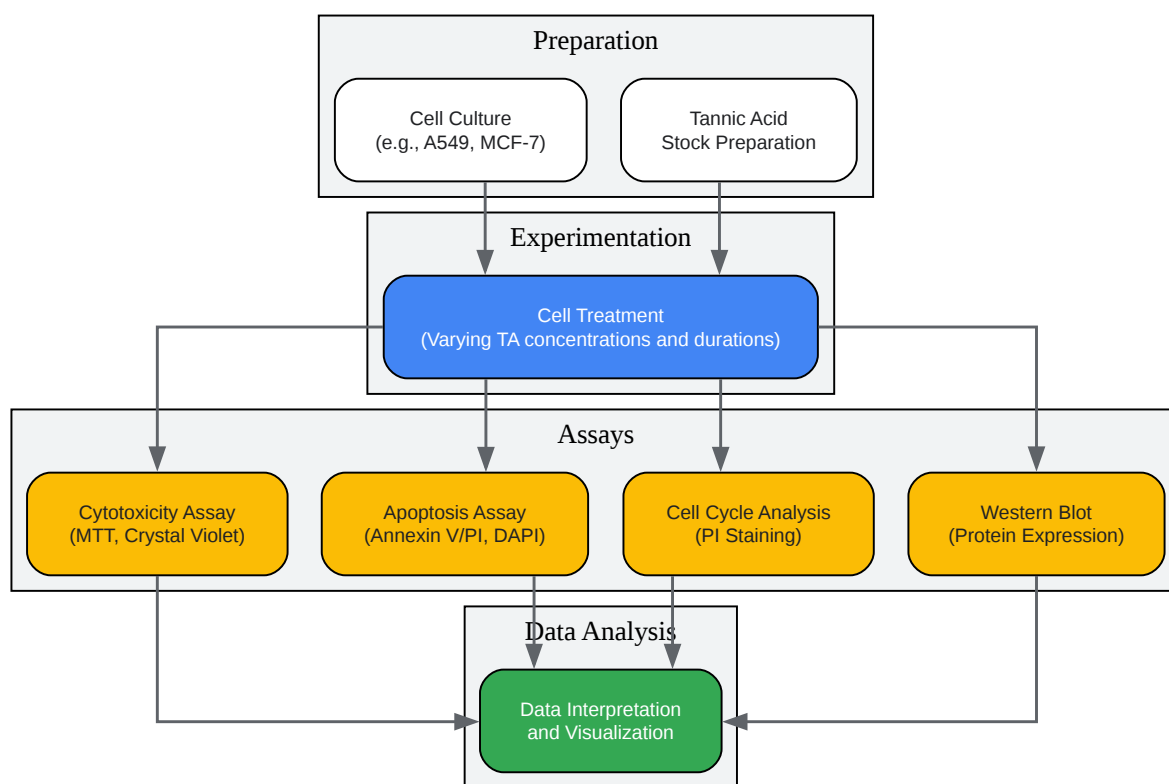 Preparation
Cell Culture
(e.g., A549, MCF-7)
Tannic Acid
Stock Preparation
Experimentation
Cell Treatment
(Varying TA concentrations and durations)
Assays
Cytotoxicity Assay
(MTT, Crystal Violet)
Apoptosis Assay
(Annexin V/PI, DAPI)
Cell Cycle Analysis
(PI Staining)
Western Blot
(Protein Expression)
Data Analysis
Data Interpretation
and Visualization